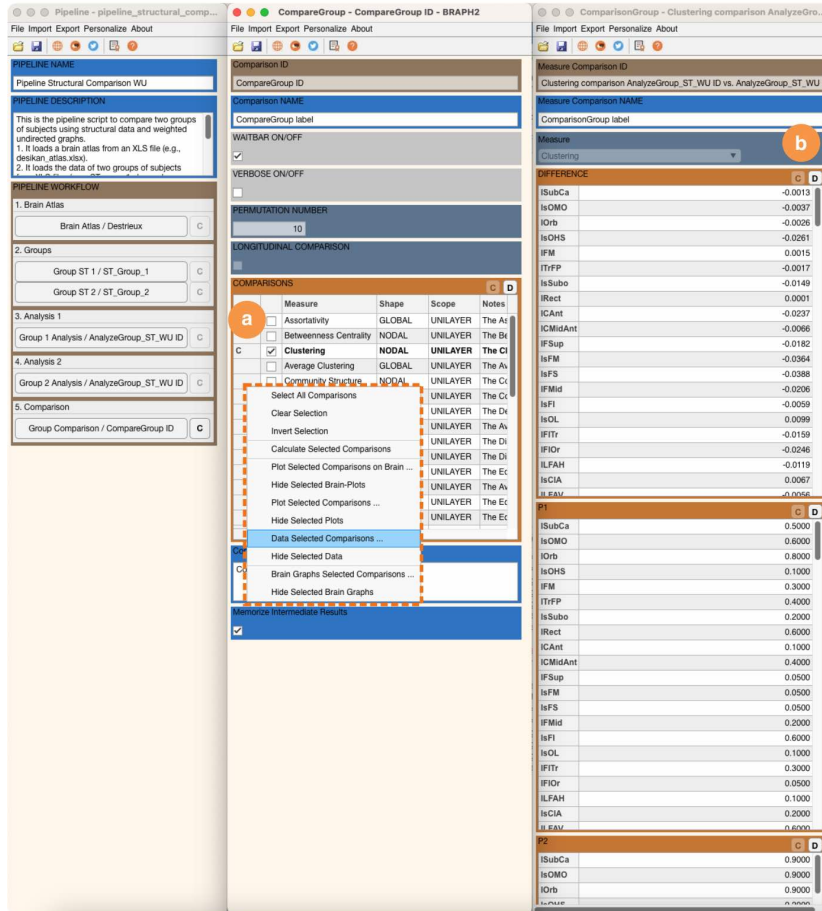 Pipeline - pipeline_structural_comp...
File Import Export Personalize About
PIPELINE NAME
Pipeline Structural Comparison WU
PIPELINE DESCRIPTION
This is the pipeline script to compare two groups
of subjects using structural data and weighted
undirected graphs.
1. It loads a brain atlas from an XLS file (e.g.,
desikan_atlas.xlsx).
2. It loads the data of two groups of subjects
PIPELINE WORKFLOW
1. Brain Atlas
Brain Atlas / Destrieux C
2. Groups
Group ST 1 / ST_Group_1 C
Group ST 2 / ST_Group_2 C
3. Analysis 1
Group 1 Analysis / AnalyzeGroup_ST_WU ID C
4. Analysis 2
Group 2 Analysis / AnalyzeGroup_ST_WU ID C
5. Comparison
Group Comparison / CompareGroup ID C
CompareGroup - CompareGroup ID - BRAPH2
File Import Export Personalize About
Comparison ID
CompareGroup ID
Comparison NAME
CompareGroup label
WAITBAR ON/OFF
VERBOSE ON/OFF
PERMUTATION NUMBER
10
LONGITUDINAL COMPARISON
COMPARISONS C D
a
Measure Shape Scope Notes
Assortativity GLOBAL UNILAYER The As
Betweenness Centrality NODAL UNILAYER The Be
C Clustering NODAL UNILAYER The Cl
Average Clustering GLOBAL UNILAYER The Av
Community Structure NODAL UNILAYER The Co
UNILAYER The Co
UNILAYER The De
UNILAYER The Av
UNILAYER The Di
UNILAYER The Di
UNILAYER The Ec
UNILAYER The Av
UNILAYER The Ec
UNILAYER The Ec
Select All Comparisons
Clear Selection
Invert Selection
Calculate Selected Comparisons
Plot Selected Comparisons on Brain ...
Hide Selected Brain-Plots
Plot Selected Comparisons ...
Hide Selected Plots
Data Selected Comparisons ...
Hide Selected Data
Brain Graphs Selected Comparisons ...
Hide Selected Brain Graphs
Memorize Intermediate Results
ComparisonGroup - Clustering comparison AnalyzeGro...
File Import Export Personalize About
Measure Comparison ID
Clustering comparison AnalyzeGroup_ST_WU ID vs. AnalyzeGroup_ST_WU
Measure Comparison NAME
ComparisonGroup label
Measure
b
Clustering
DIFFERENCE C D
lSubCa -0.0013
lsOMO -0.0037
lOrb -0.0026
lsOHS -0.0261
lFM 0.0015
lTrFP -0.0017
lsSubo -0.0149
lRect 0.0001
lCAnt -0.0237
lCMidAnt -0.0066
lFSup -0.0182
lsFM -0.0364
lsFS -0.0388
lFMid -0.0206
lsFI -0.0059
lsOL 0.0099
lFITr -0.0159
lFIOr -0.0246
lLFAH -0.0119
lsCIA 0.0067
lLFAV -0.0056
P1 C D
lSubCa 0.5000
lsOMO 0.6000
lOrb 0.8000
lsOHS 0.1000
lFM 0.3000
lTrFP 0.4000
lsSubo 0.2000
lRect 0.6000
lCAnt 0.1000
lCMidAnt 0.4000
lFSup 0.0500
lsFM 0.0500
lsFS 0.0500
lFMid 0.2000
lsFI 0.6000
lsOL 0.1000
lFITr 0.3000
lFIOr 0.0500
lLFAH 0.1000
lsCIA 0.2000
lLFAV 0.6000
P2 C D
lSubCa 0.9000
lsOMO 0.9000
lOrb 0.9000